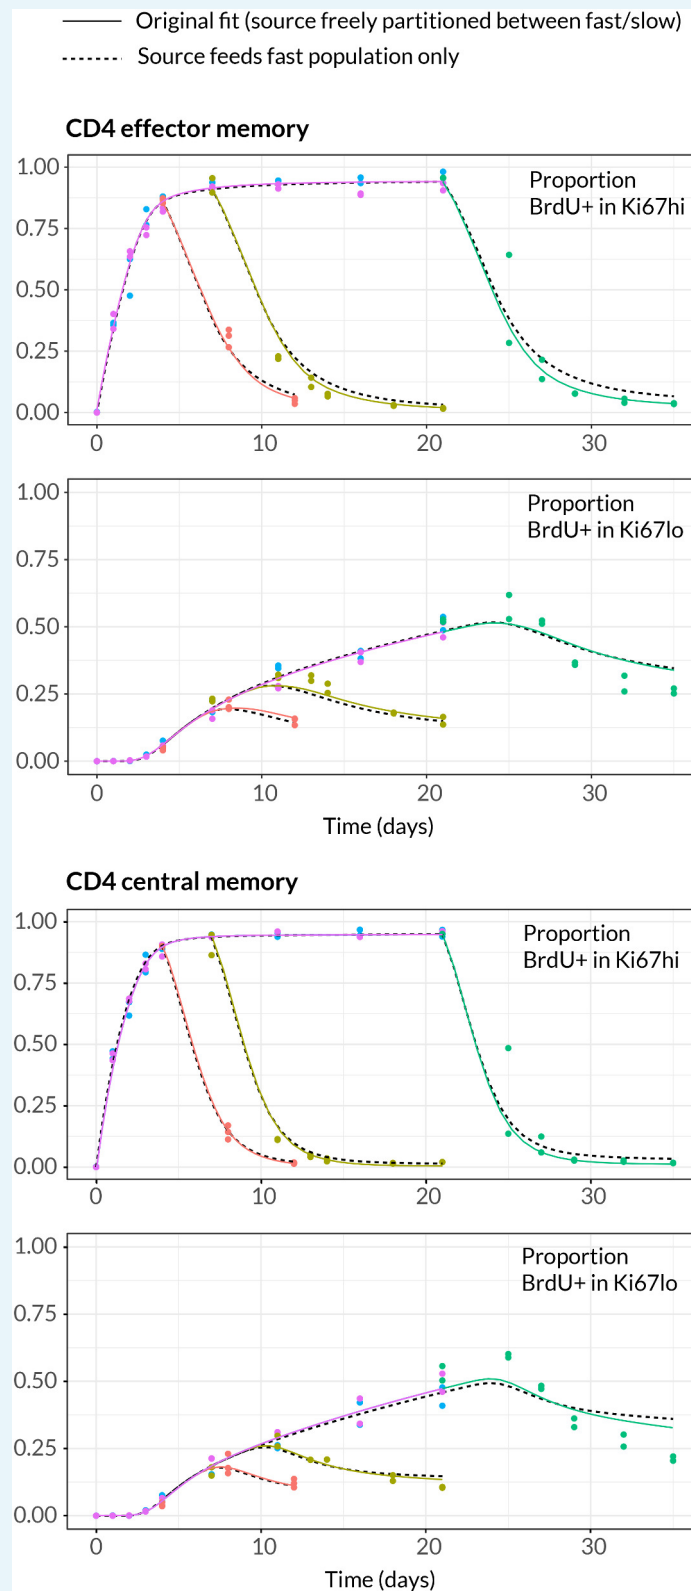 Original fit (source freely partitioned between fast/slow)
Source feeds fast population only
CD4 effector memory
1.00
0.75
0.50
0.25
0.00
Proportion
BrdU+ in Ki67hi
0 10 20 30
1.00
0.75
0.50
0.25
0.00
Proportion
BrdU+ in Ki67lo
0 10 20 30
Time (days)
CD4 central memory
1.00
0.75
0.50
0.25
0.00
Proportion
BrdU+ in Ki67hi
0 10 20 30
1.00
0.75
0.50
0.25
0.00
Proportion
BrdU+ in Ki67lo
0 10 20 30
Time (days)